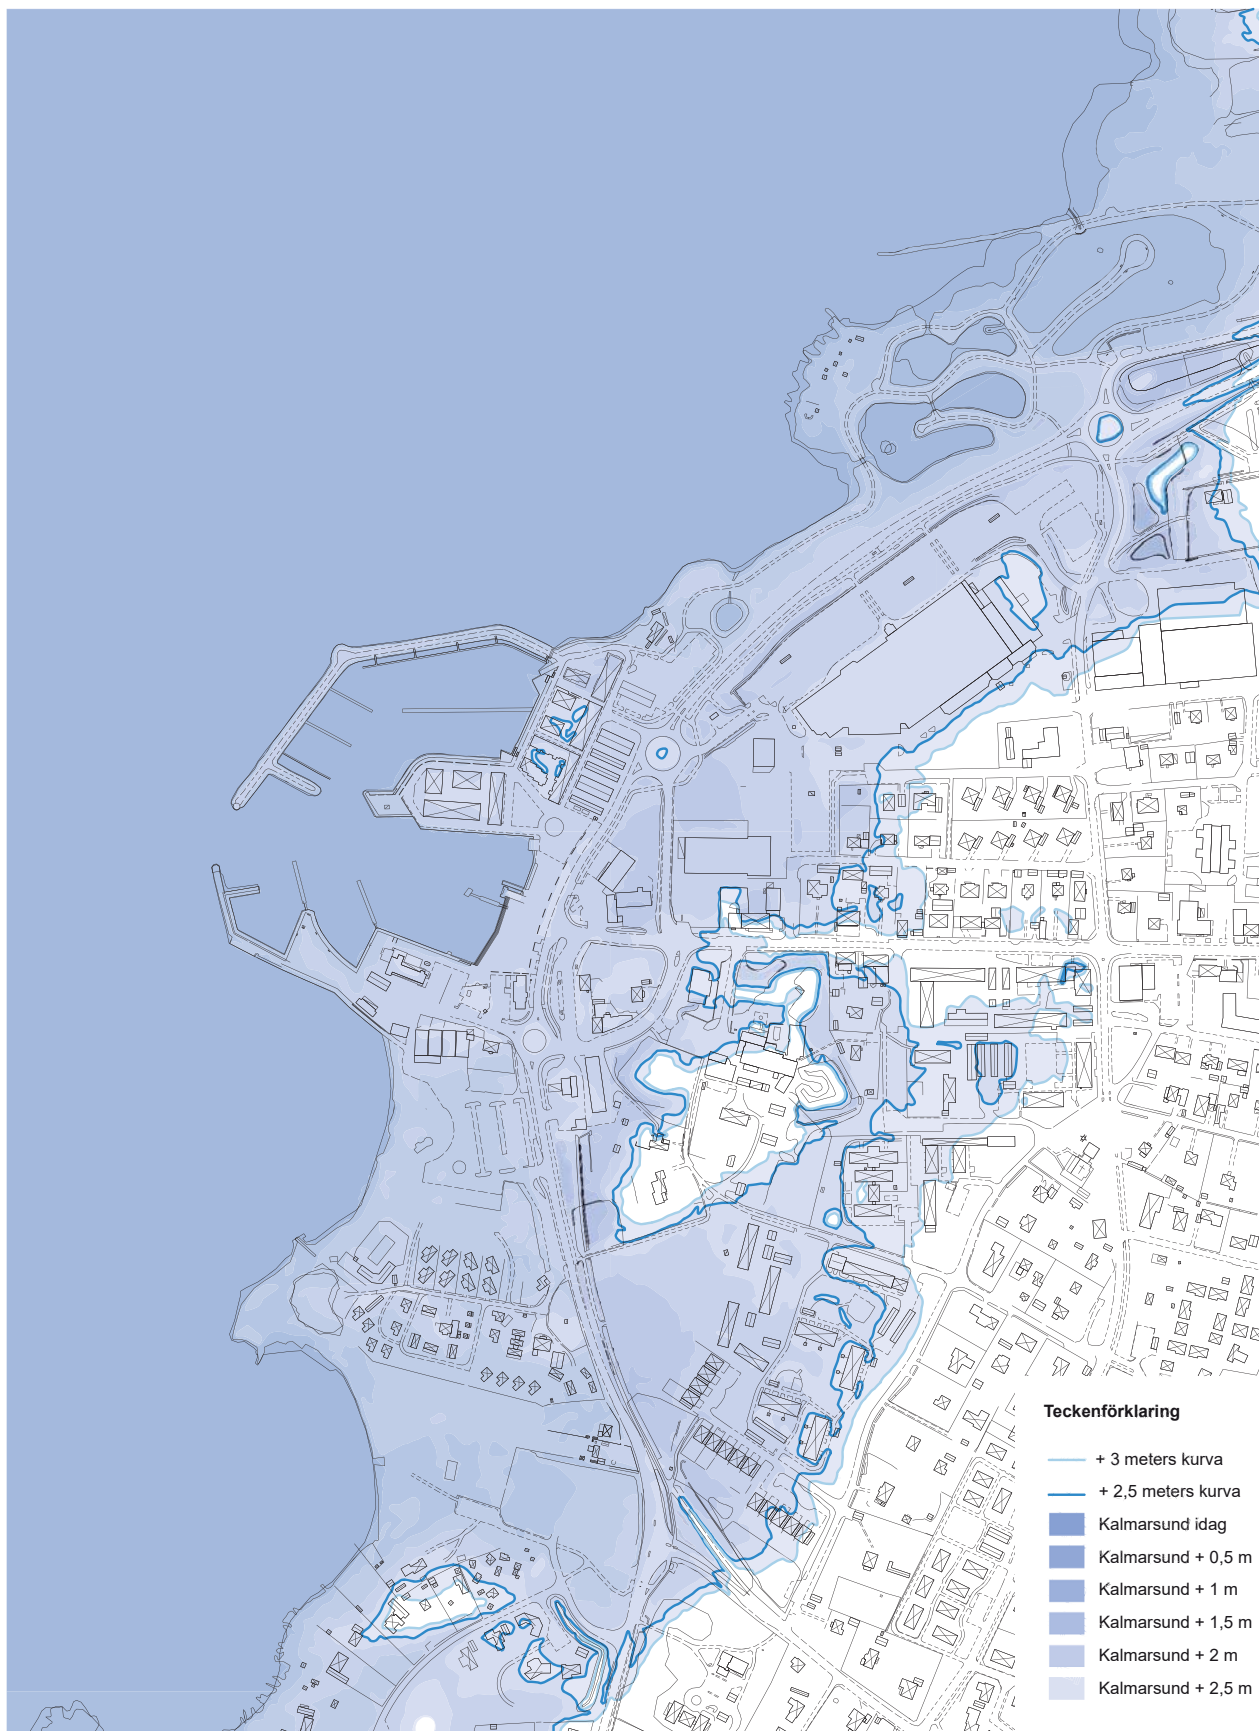 Teckenförklaring
+ 3 meters kurva
+ 2,5 meters kurva
Kalmarsund idag
Kalmarsund + 0,5 m
Kalmarsund + 1 m
Kalmarsund + 1,5 m
Kalmarsund + 2 m
Kalmarsund + 2,5 m